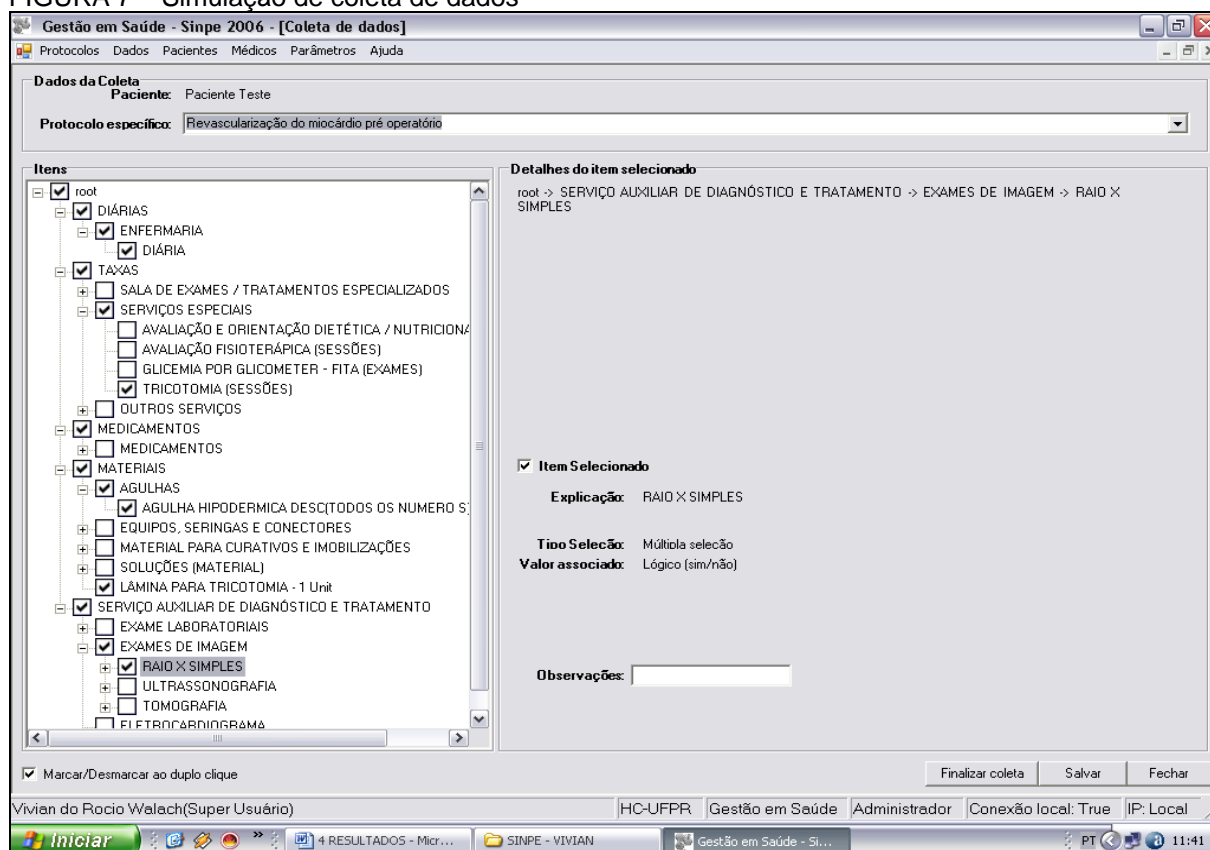 FIGURA 7 – Simulação de coleta de dados
Gestão em Saúde - Sinpe 2006 - [Coleta de dados]
Protocolos Dados Pacientes Médicos Parâmetros Ajuda
Dados da Coleta
Paciente: Paciente Teste
Protocolo específico: Revascularização do miocárdio pré operatório
Itens
root
DIÁRIAS
ENFERMARIA
DIÁRIA
TAXAS
SALA DE EXAMES / TRATAMENTOS ESPECIALIZADOS
SERVIÇOS ESPECIAIS
AVALIAÇÃO E ORIENTAÇÃO DIETÉTICA / NUTRICIONA
AVALIAÇÃO FISIOTERÁPICA (SESSÕES)
GLICEMIA POR GLICOMETER - FITA (EXAMES)
TRICOTOMIA (SESSÕES)
OUTROS SERVIÇOS
MEDICAMENTOS
MEDICAMENTOS
MATERIAIS
AGULHAS
AGULHA HIPODERMICA DESC(TODOS OS NUMERO S)
EQUIPOS, SERINGAS E CONECTORES
MATERIAL PARA CURATIVOS E IMOBILIZAÇÕES
SOLUÇÕES (MATERIAL)
LÂMINA PARA TRICOTOMIA - 1 Unit
SERVIÇO AUXILIAR DE DIAGNÓSTICO E TRATAMENTO
EXAME LABORATORIAIS
EXAMES DE IMAGEM
RAIO X SIMPLES
ULTRASSONOGRAFIA
TOMOGRAFIA
ELETROCARDIOGRAMA
Detalhes do item selecionado
root -> SERVIÇO AUXILIAR DE DIAGNÓSTICO E TRATAMENTO -> EXAMES DE IMAGEM -> RAIO X
SIMPLES
Item Selecionado
Explicação: RAIO X SIMPLES
Tipo Seleção: Múltipla seleção
Valor associado: Lógico (sim/não)
Observações:
Marcar/Desmarcar ao duplo clique
Finalizar coleta Salvar Fechar
Vivian do Rocio Walach(Super Usuário) HC-UFPR Gestão em Saúde Administrador Conexão local: True IP: Local
Iniciar 4 RESULTADOS - Micr... SINPE - VIVIAN Gestão em Saúde - Si... PT 11:41